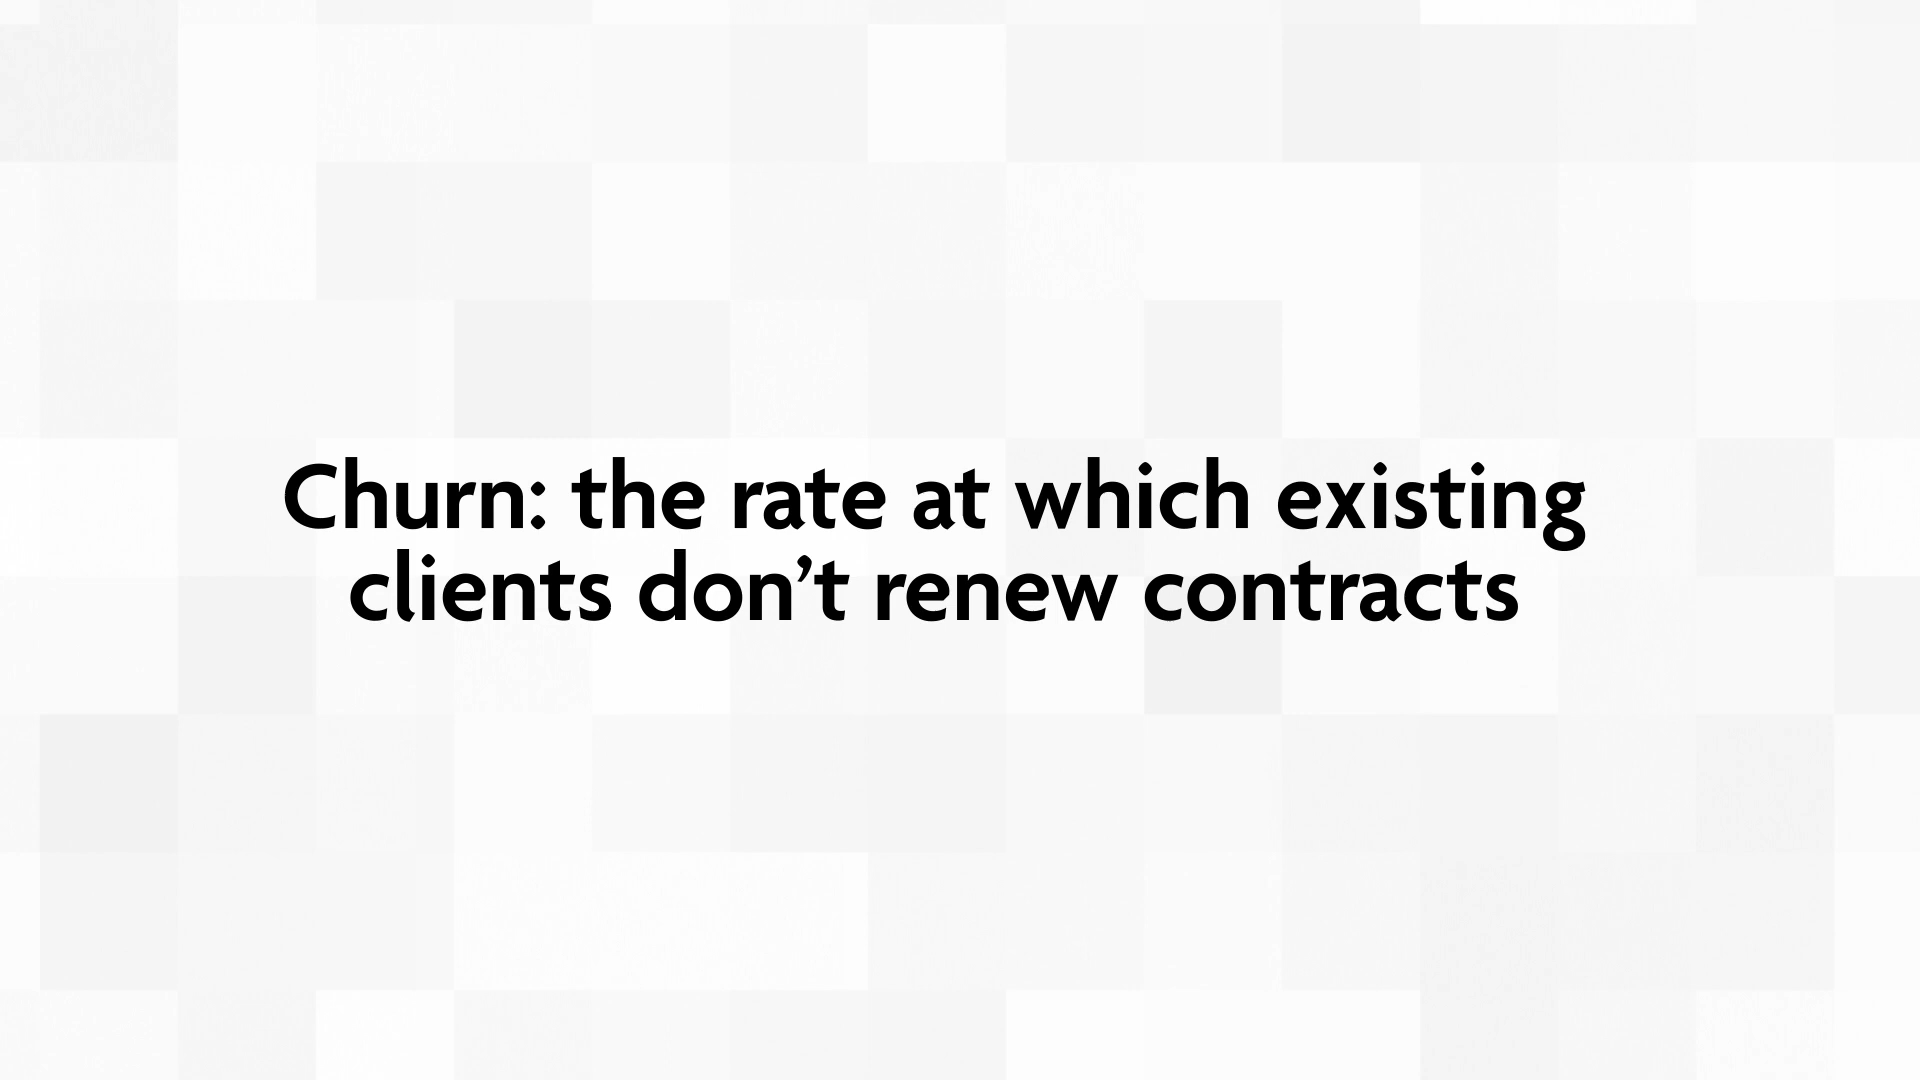 Churn: the rate at which existing
clients don’t renew contracts